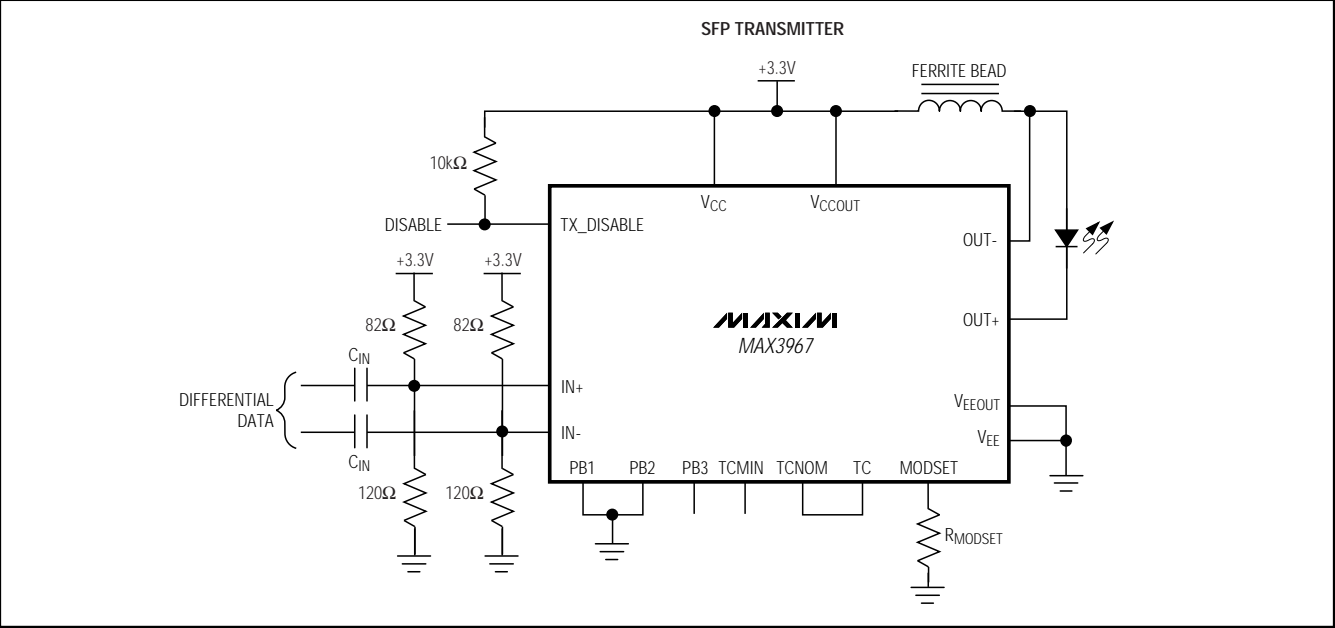 SFP TRANSMITTER
+3.3V
FERRITE BEAD
10kΩ
VCC
VCCOUT
DISABLE
TX_DISABLE
OUT-
+3.3V
+3.3V
82Ω
82Ω
MAXIM
MAX3967
OUT+
CIN
IN+
DIFFERENTIAL
DATA
IN-
CIN
VEEOUT
VEE
PB1
PB2
PB3
TCMIN
TCNOM
TC
MODSET
120Ω
120Ω
RMODSET